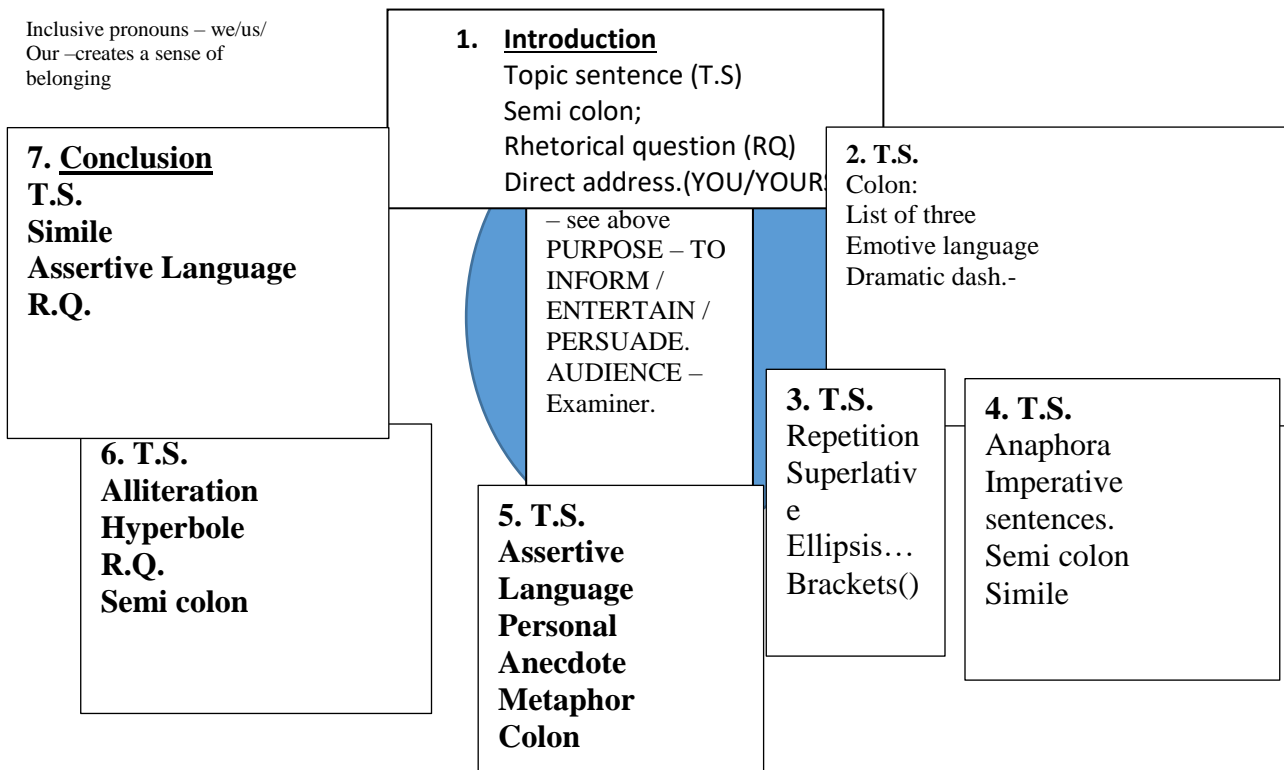 Inclusive pronouns – we/us/
Our –creates a sense of
belonging
1. Introduction
Topic sentence (T.S)
Semi colon;
Rhetorical question (RQ)
Direct address.(YOU/YOURS
2. T.S.
Colon:
List of three
Emotive language
Dramatic dash.-
3. T.S.
Repetition
Superlativ
e
Ellipsis…
Brackets()
4. T.S.
Anaphora
Imperative
sentences.
Semi colon
Simile
5. T.S.
Assertive
Language
Personal
Anecdote
Metaphor
Colon
6. T.S.
Alliteration
Hyperbole
R.Q.
Semi colon
7. Conclusion
T.S.
Simile
Assertive Language
R.Q.
– see above
PURPOSE – TO
INFORM /
ENTERTAIN /
PERSUADE.
AUDIENCE –
Examiner.